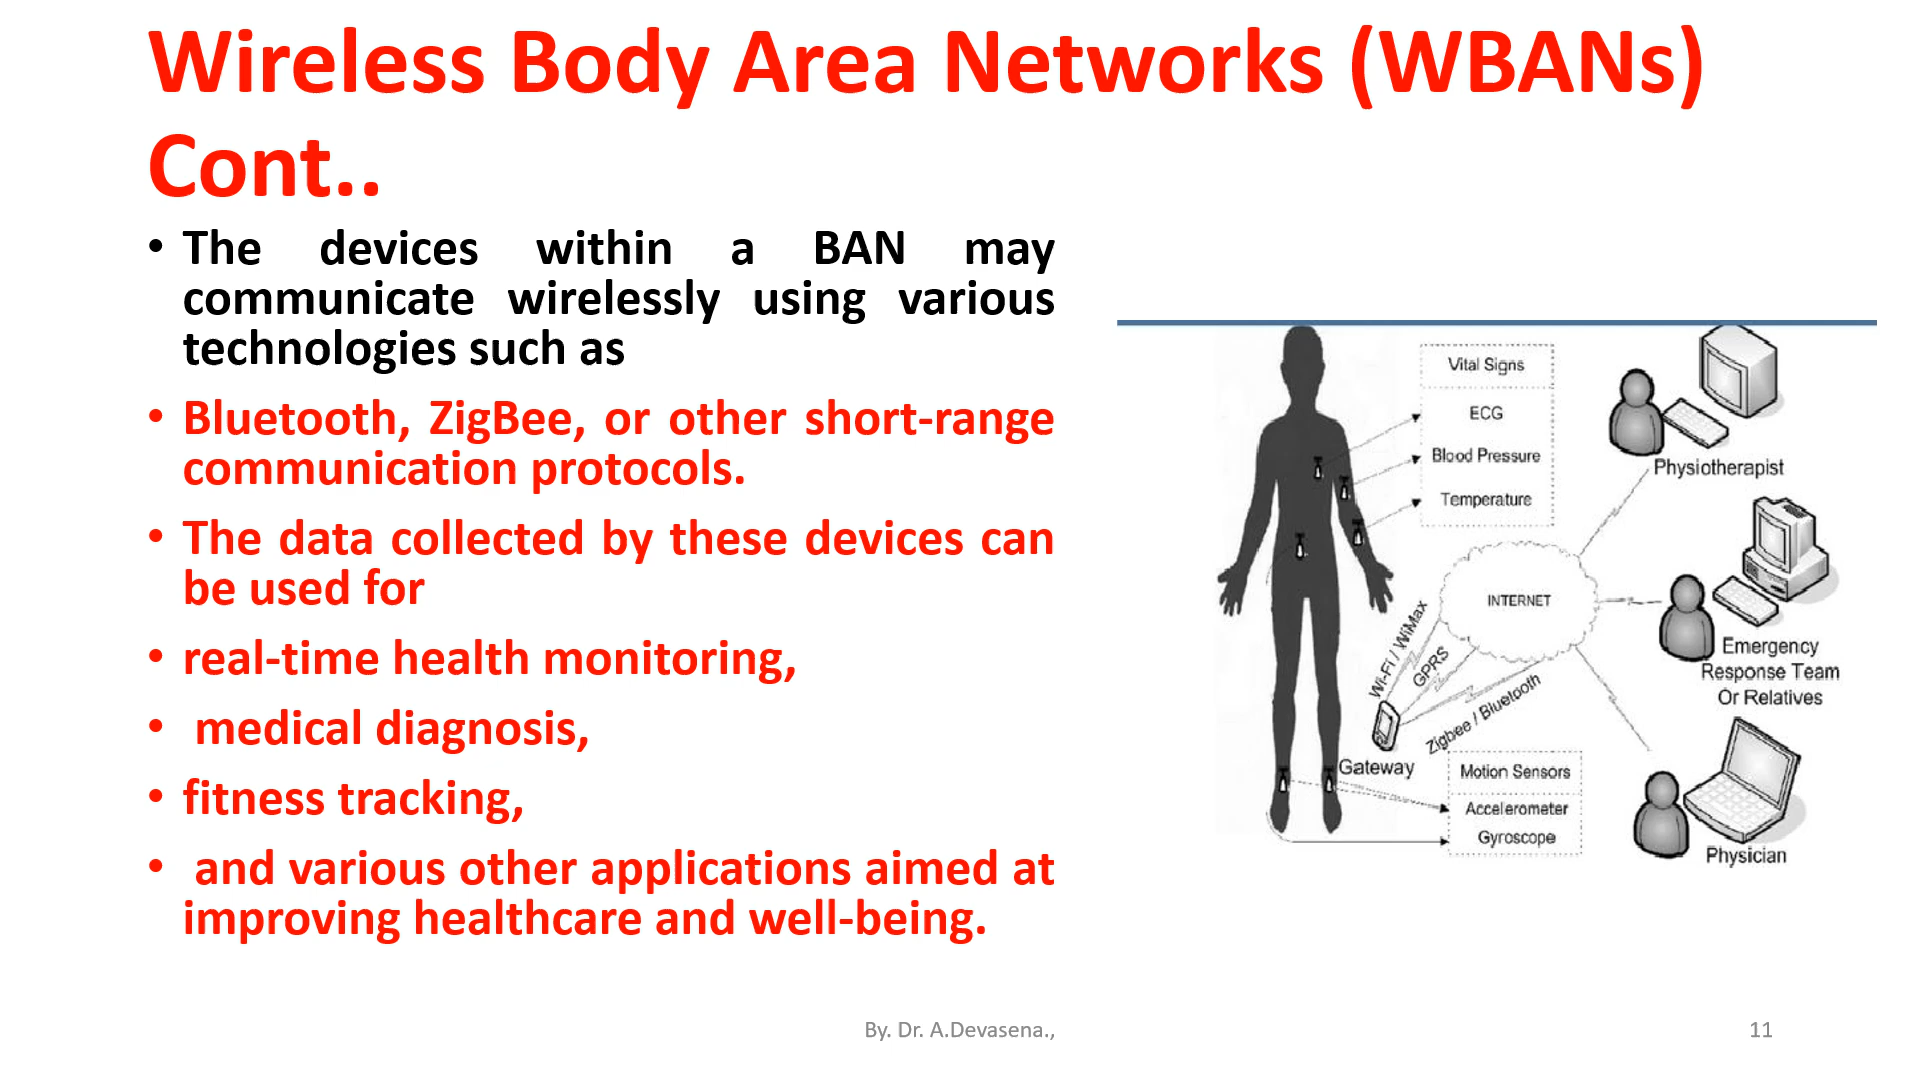 Wireless Body Area Networks (WBANs)
Cont..
• The devices within a BAN may
communicate wirelessly using various
technologies such as
• Bluetooth, ZigBee, or other short-range
communication protocols.
• The data collected by these devices can
be used for
• real-time health monitoring,
• medical diagnosis,
• fitness tracking,
• and various other applications aimed at
improving healthcare and well-being.
Vital Signs
ECG
Blood Pressure
Temperature
Physiotherapist
INTERNET
Emergency
Response Team
Or Relatives
Wi-Fi / WiMax
GPRS
Zigbee / Bluetooth
Gateway
Motion Sensors
Accelerometer
Gyroscope
Physician
By. Dr. A.Devasena.,
11